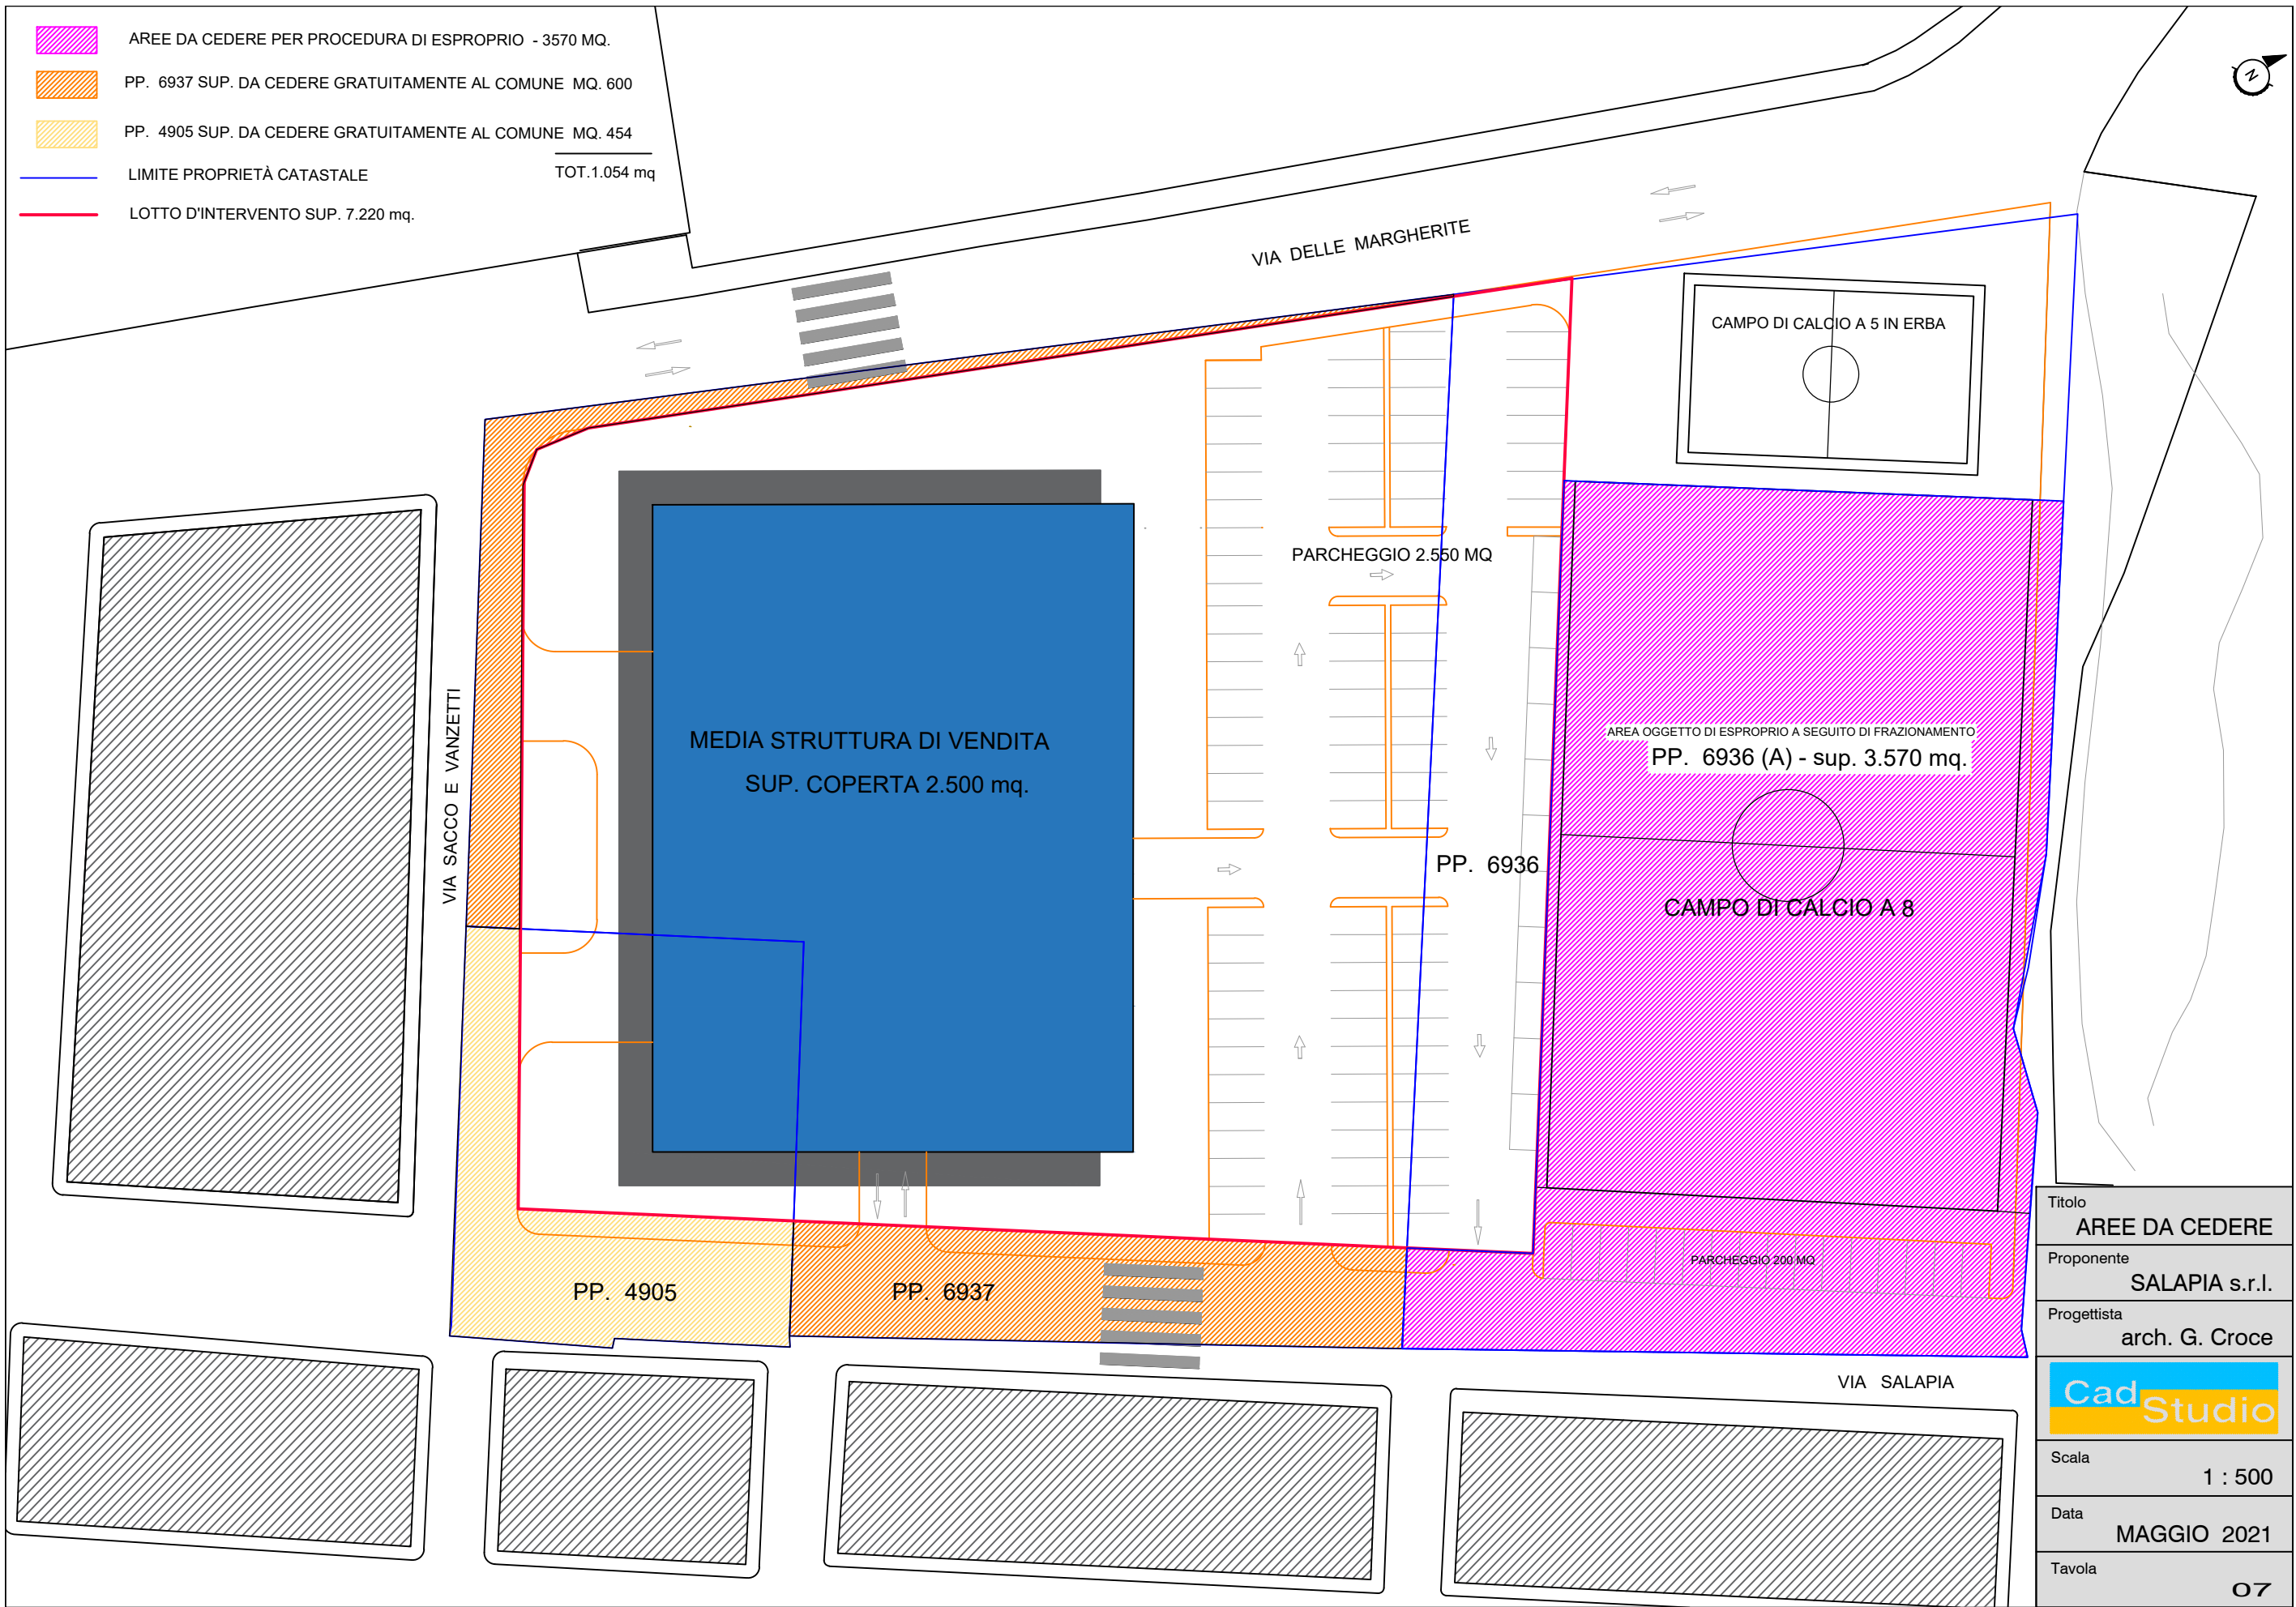 AREE DA CEDERE PER PROCEDURA DI ESPROPRIO - 3570 MQ.
PP. 6937 SUP. DA CEDERE GRATUITAMENTE AL COMUNE MQ. 600
PP. 4905 SUP. DA CEDERE GRATUITAMENTE AL COMUNE MQ. 454
LIMITE PROPRIETÀ CATASTALE
TOT.1.054 mq
LOTTO D'INTERVENTO SUP. 7.220 mq.
N
VIA DELLE MARGHERITE
CAMPO DI CALCIO A 5 IN ERBA
PARCHEGGIO 2.550 MQ
VIA SACCO E VANZETTI
MEDIA STRUTTURA DI VENDITA
SUP. COPERTA 2.500 mq.
AREA OGGETTO DI ESPROPRIO A SEGUITO DI FRAZIONAMENTO
PP. 6936 (A) - sup. 3.570 mq.
PP. 6936
CAMPO DI CALCIO A 8
PARCHEGGIO 200 MQ
PP. 4905
PP. 6937
VIA SALAPIA
Titolo
AREE DA CEDERE
Proponente
SALAPIA s.r.l.
Progettista
arch. G. Croce
Cad
Studio
Scala
1 : 500
Data
MAGGIO 2021
Tavola
07